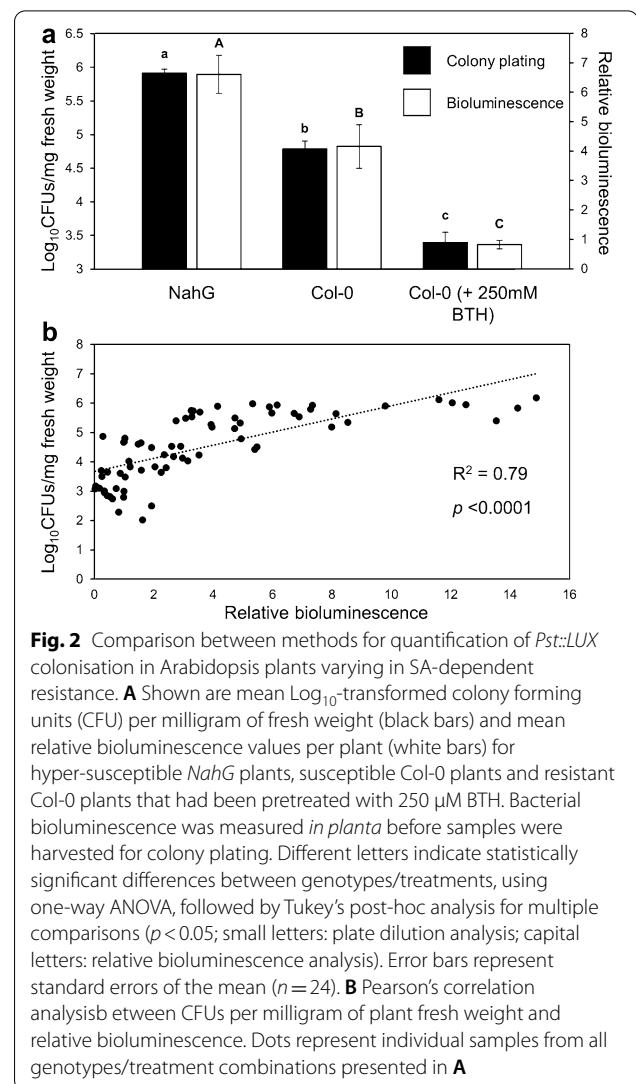 a
6.5
6
5.5
5
4.5
4
3.5
3
Log10CFUs/mg fresh weight
a
A
b
B
c
C
Colony plating
Bioluminescence
8
7
6
5
4
3
2
1
0
Relative bioluminescence
NahG
Col-0
Col-0 (+ 250mM
BTH)
b
8
7
6
5
4
3
2
1
0
Log10CFUs/mg fresh weight
R² = 0.79
p <0.0001
0 2 4 6 8 10 12 14 16
Relative bioluminescence
Fig. 2 Comparison between methods for quantification of Pst::LUX
colonisation in Arabidopsis plants varying in SA-dependent
resistance. A Shown are mean Log10-transformed colony forming
units (CFU) per milligram of fresh weight (black bars) and mean
relative bioluminescence values per plant (white bars) for
hyper-susceptible NahG plants, susceptible Col-0 plants and resistant
Col-0 plants that had been pretreated with 250 µM BTH. Bacterial
bioluminescence was measured in planta before samples were
harvested for colony plating. Different letters indicate statistically
significant differences between genotypes/treatments, using
one-way ANOVA, followed by Tukey's post-hoc analysis for multiple
comparisons (p < 0.05; small letters: plate dilution analysis; capital
letters: relative bioluminescence analysis). Error bars represent
standard errors of the mean (n = 24). B Pearson's correlation
analysisb etween CFUs per milligram of plant fresh weight and
relative bioluminescence. Dots represent individual samples from all
genotypes/treatment combinations presented in A